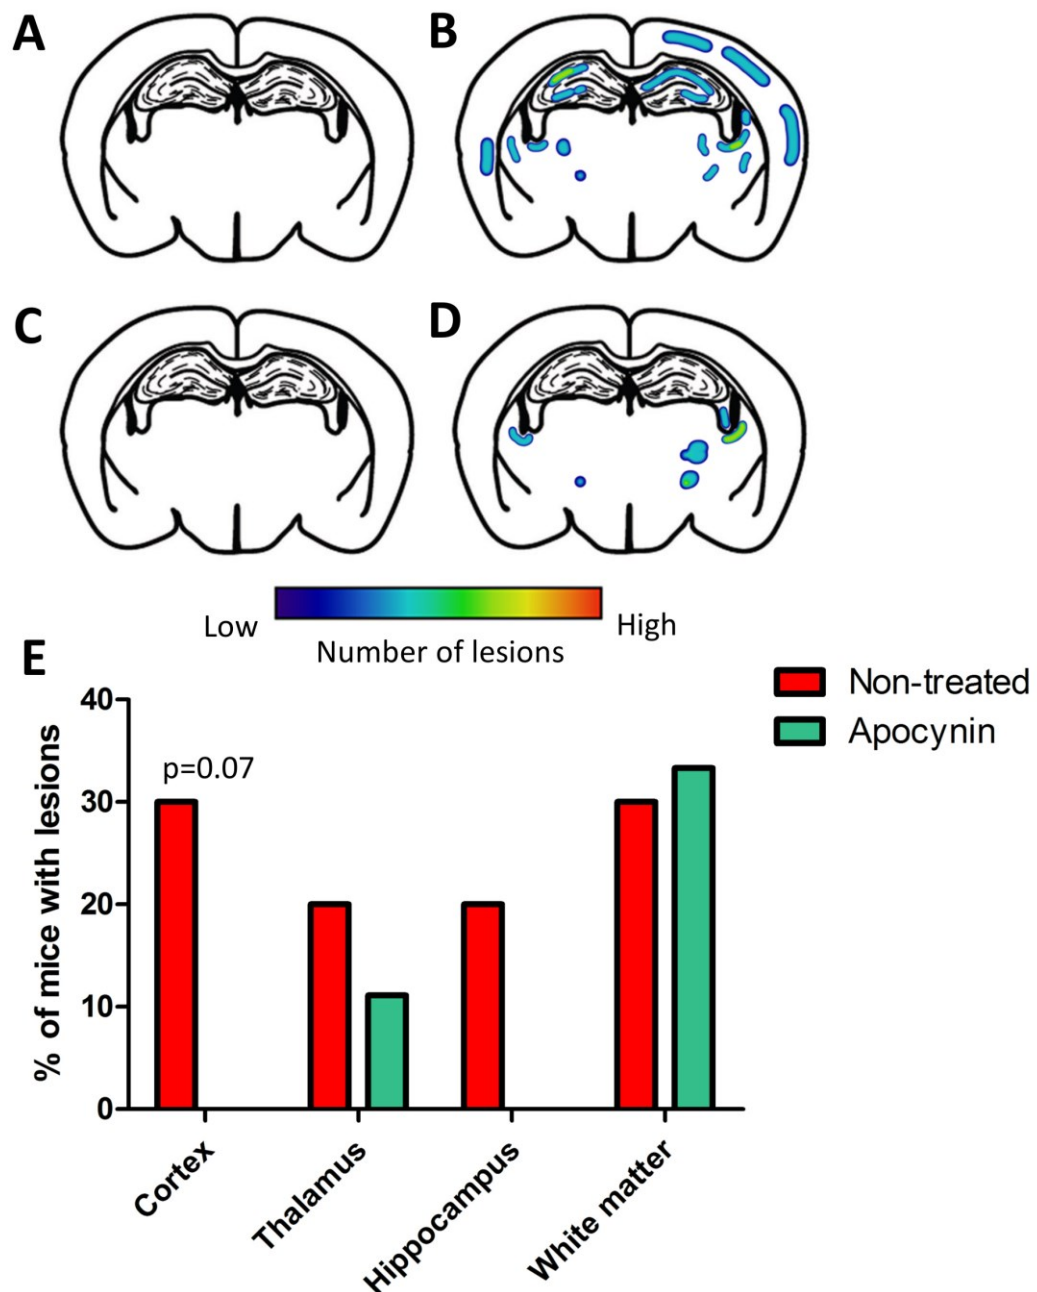 A
B
C
D
Low
High
Number of lesions
E
Non-treated
Apocynin
% of mice with lesions
40
30
20
10
0
p=0.07
Cortex
Thalamus
Hippocampus
White matter